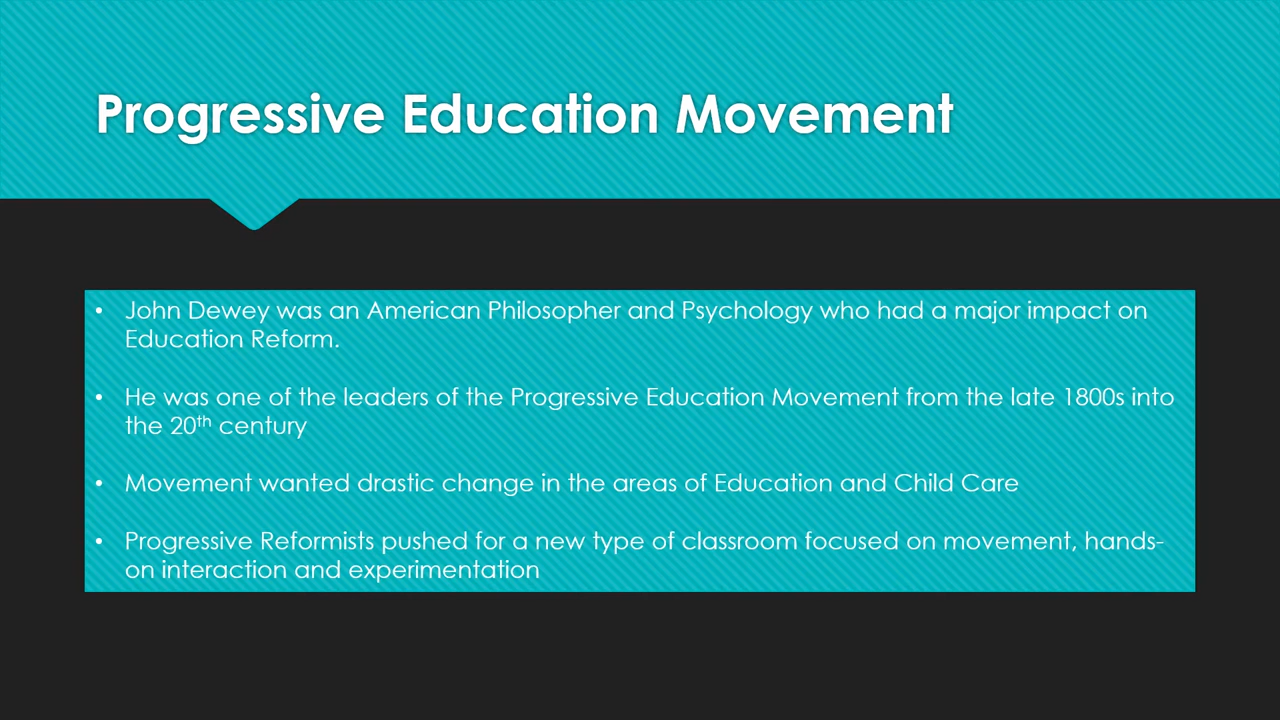 Progressive Education Movement
• John Dewey was an American Philosopher and Psychology who had a major impact on
Education Reform.
• He was one of the leaders of the Progressive Education Movement from the late 1800s into
the 20th century
• Movement wanted drastic change in the areas of Education and Child Care
• Progressive Reformists pushed for a new type of classroom focused on movement, hands-
on interaction and experimentation